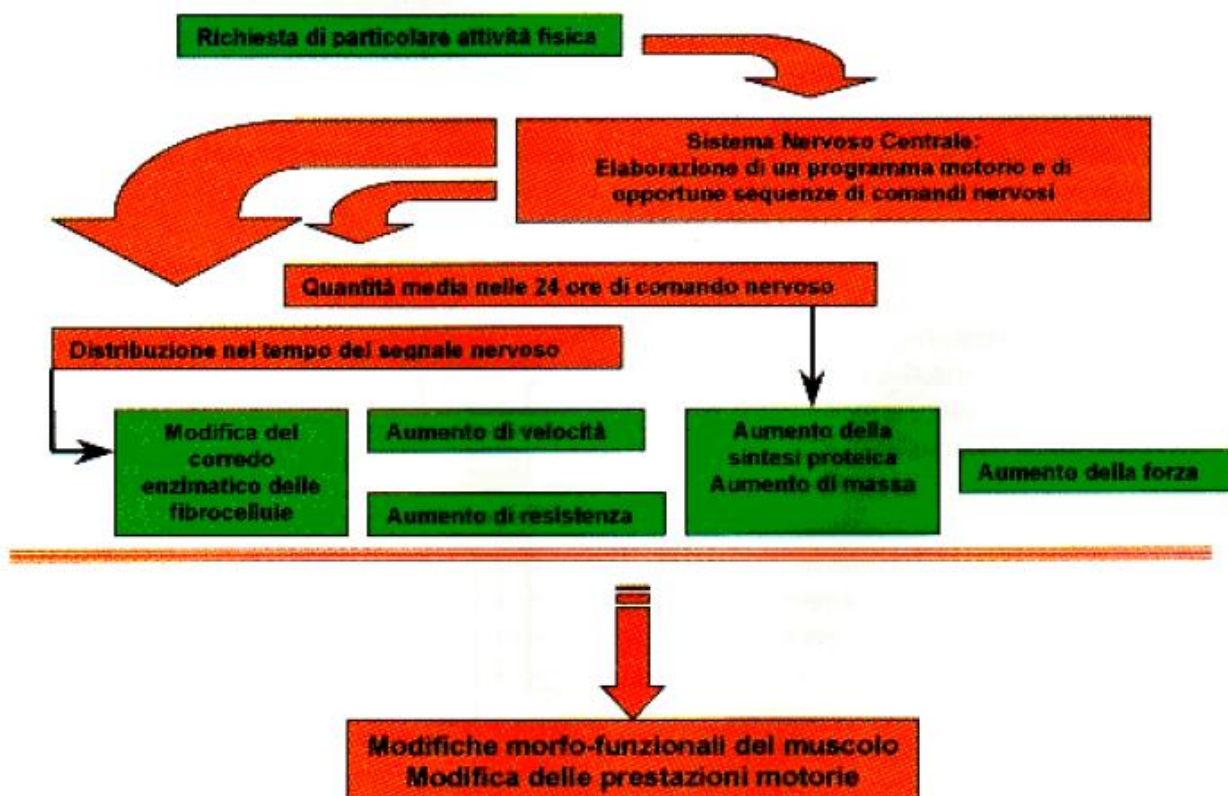 Richiesta di particolare attività fisica
Sistema Nervoso Centrale:
Elaborazione di un programma motorio e di
opportune sequenze di comandi nervosi
Quantità media nelle 24 ore di comando nervoso
Distribuzione nel tempo del segnale nervoso
Modifica del
corredo
enzimatico delle
fibrocellule
Aumento di velocità
Aumento di resistenza
Aumento della
sintesi proteica
Aumento di massa
Aumento della forza
Modifiche morfo-funzionali del muscolo
Modifica delle prestazioni motorie